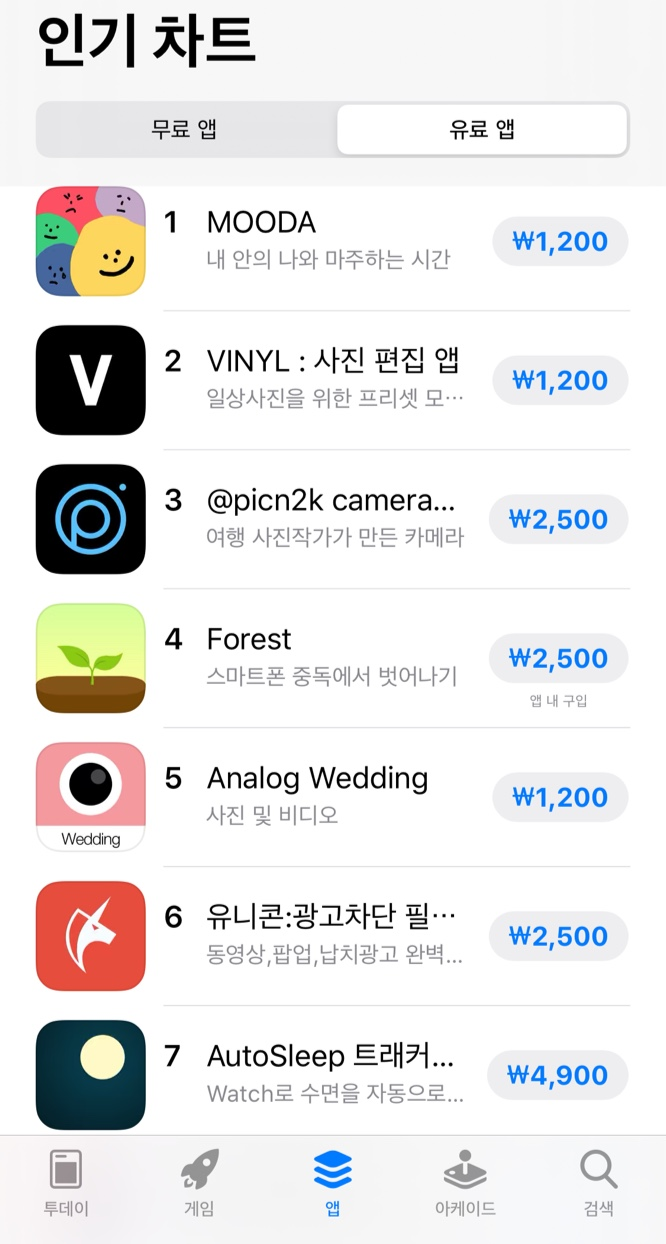 인기 차트
무료 앱
유료 앱
1 MOODA ₩1,200
내 안의 나와 마주하는 시간
V
2 VINYL : 사진 편집 앱 ₩1,200
일상사진을 위한 프리셋 모…
3 @picn2k camera... ₩2,500
여행 사진작가가 만든 카메라
4 Forest ₩2,500
스마트폰 중독에서 벗어나기
앱 내 구입
5 Analog Wedding ₩1,200
사진 및 비디오
Wedding
6 유니콘:광고차단 필… ₩2,500
동영상,팝업,납치광고 완벽...
7 AutoSleep 트래커... ₩4,900
Watch로 수면을 자동으로...
투데이
게임
앱
아케이드
검색